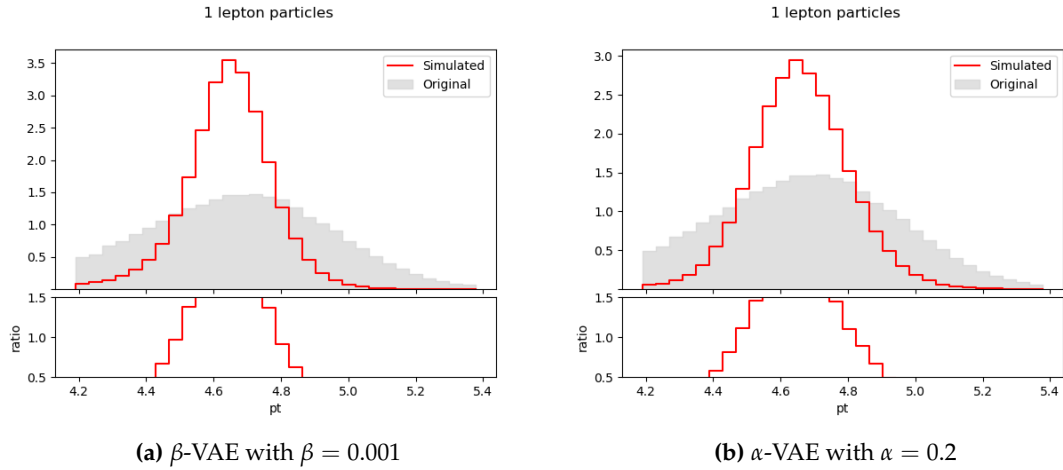 1 lepton particles
3.5
3.0
2.5
2.0
1.5
1.0
0.5
Simulated
Original
1.5
1.0
0.5
ratio
4.2 4.4 4.6 4.8 5.0 5.2 5.4
pt
(a) β-VAE with β = 0.001
1 lepton particles
3.0
2.5
2.0
1.5
1.0
0.5
Simulated
Original
1.5
1.0
0.5
ratio
4.2 4.4 4.6 4.8 5.0 5.2 5.4
pt
(b) α-VAE with α = 0.2